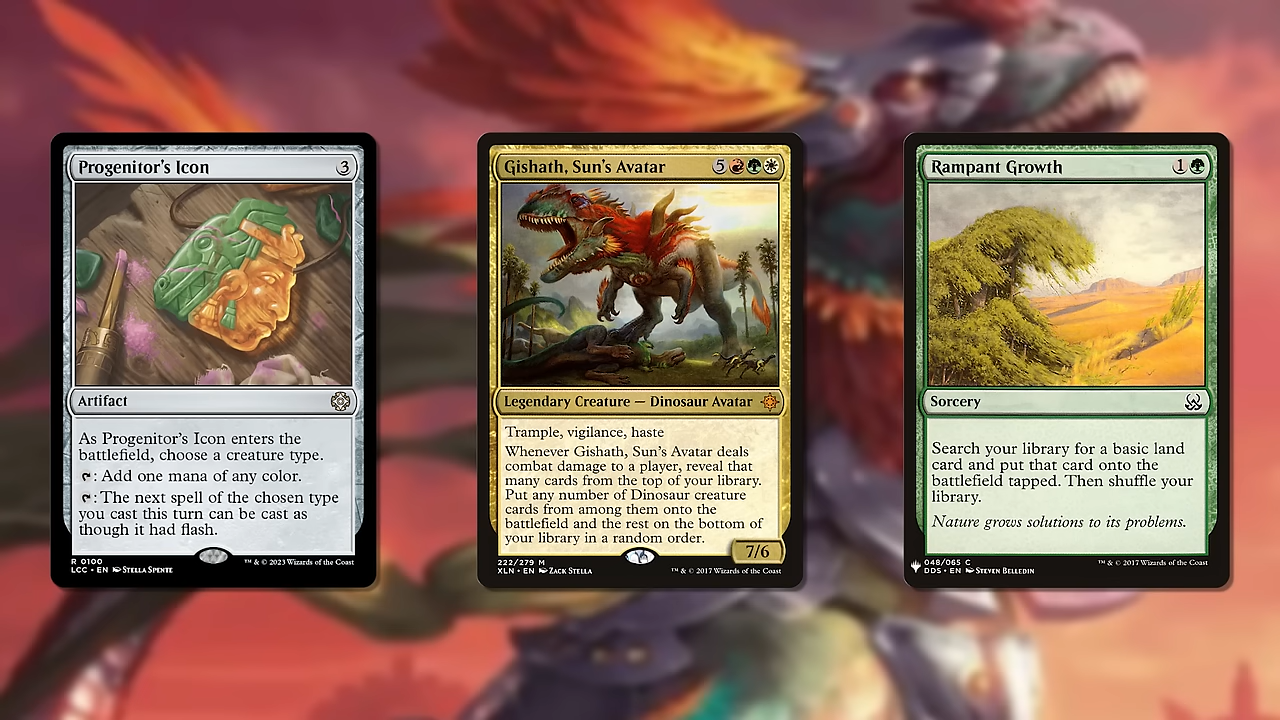 Progenitor's Icon 3
Artifact
As Progenitor's Icon enters the
battlefield, choose a creature type.
: Add one mana of any color.
: The next spell of the chosen type
you cast this turn can be cast as
though it had flash.
R 0100
LCC • EN Stella Spente
™ & © 2023 Wizards of the Coast
Gishath, Sun's Avatar 5
Legendary Creature — Dinosaur Avatar
Trample, vigilance, haste
Whenever Gishath, Sun's Avatar deals
combat damage to a player, reveal that
many cards from the top of your library.
Put any number of Dinosaur creature
cards from among them onto the
battlefield and the rest on the bottom of
your library in a random order.
7/6
222/279 M
XLN • EN Zack Stella
™ & © 2017 Wizards of the Coast
Rampant Growth 1
Sorcery
Search your library for a basic land
card and put that card onto the
battlefield tapped. Then shuffle your
library.
Nature grows solutions to its problems.
048/065 C
DDS • EN Steven Belledin
™ & © 2017 Wizards of the Coast